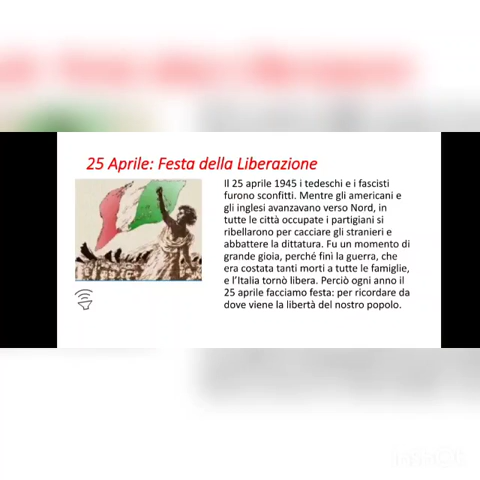 25 Aprile: Festa della Liberazione
Il 25 aprile 1945 i tedeschi e i fascisti
furono sconfitti. Mentre gli americani e
gli inglesi avanzavano verso Nord, in
tutte le città occupate i partigiani si
ribellarono per cacciare gli stranieri e
abbattere la dittatura. Fu un momento di
grande gioia, perché finì la guerra, che
era costata tanti morti a tutte le famiglie,
e l'Italia tornò libera. Perciò ogni anno il
25 aprile facciamo festa: per ricordare da
dove viene la libertà del nostro popolo.